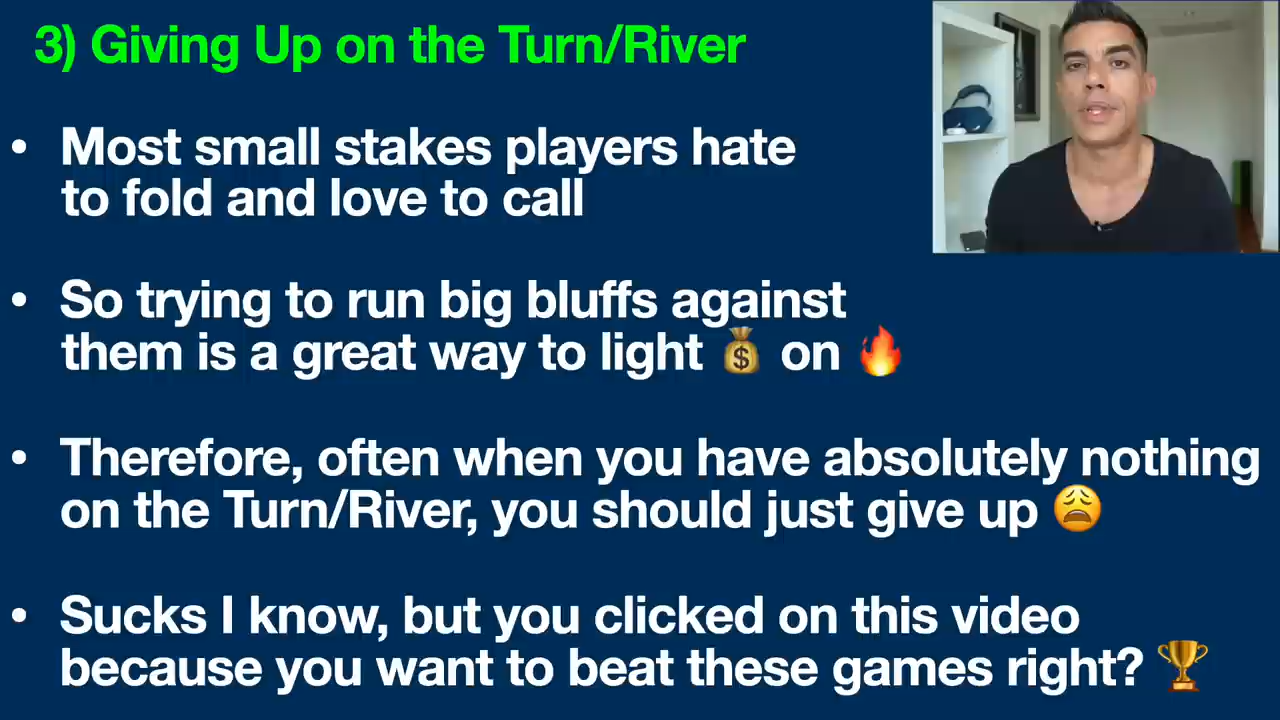 3) Giving Up on the Turn/River
• Most small stakes players hate
to fold and love to call
• So trying to run big bluffs against
them is a great way to light 💰 on 🔥
• Therefore, often when you have absolutely nothing
on the Turn/River, you should just give up 😩
• Sucks I know, but you clicked on this video
because you want to beat these games right? 🏆